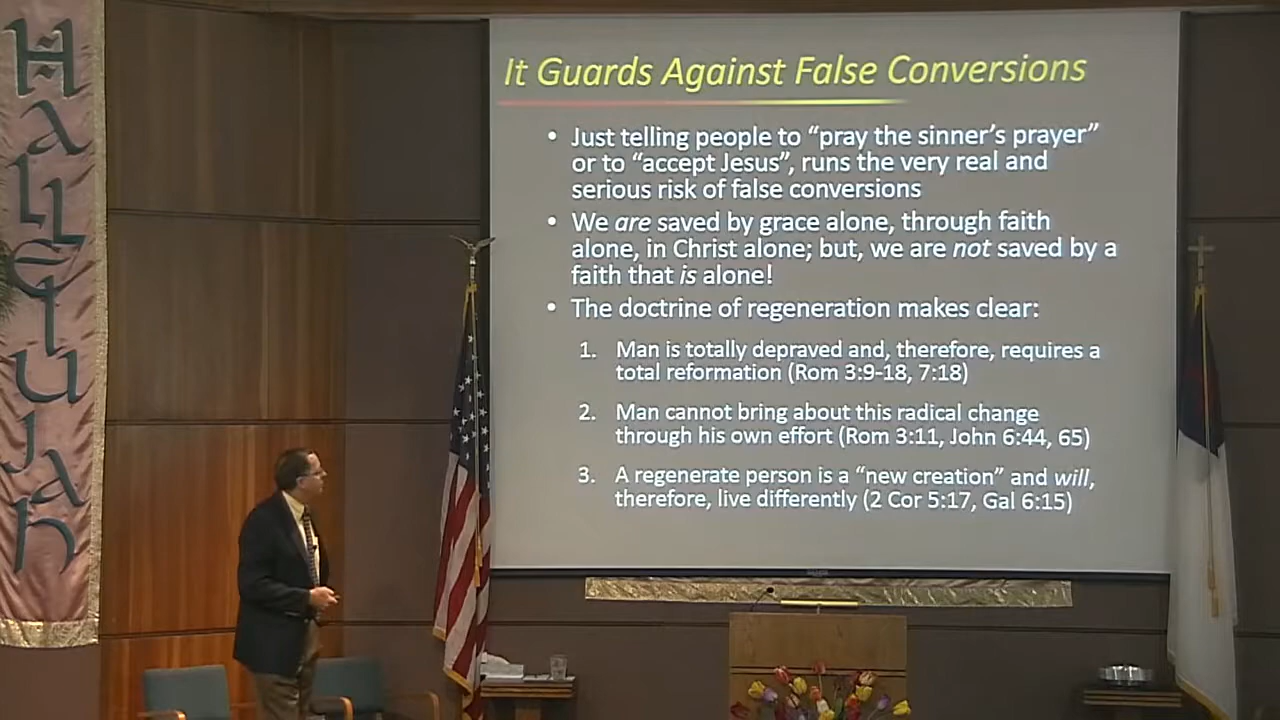 Hallelujah
It Guards Against False Conversions
• Just telling people to “pray the sinner’s prayer”
or to “accept Jesus”, runs the very real and
serious risk of false conversions
• We are saved by grace alone, through faith
alone, in Christ alone; but, we are not saved by a
faith that is alone!
• The doctrine of regeneration makes clear:
1. Man is totally depraved and, therefore, requires a
total reformation (Rom 3:9-18, 7:18)
2. Man cannot bring about this radical change
through his own effort (Rom 3:11, John 6:44, 65)
3. A regenerate person is a “new creation” and will,
therefore, live differently (2 Cor 5:17, Gal 6:15)